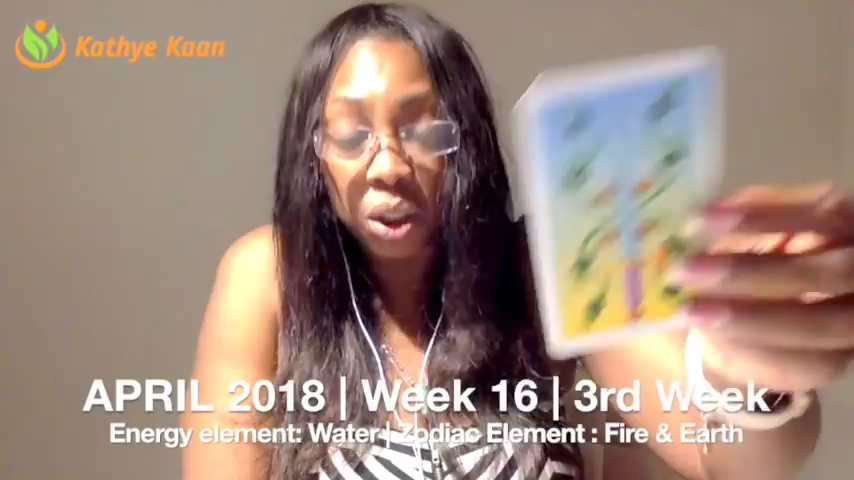 Kathye Kaan
APRIL 2018 | Week 16 | 3rd Week
Energy element: Water | Zodiac Element : Fire & Earth